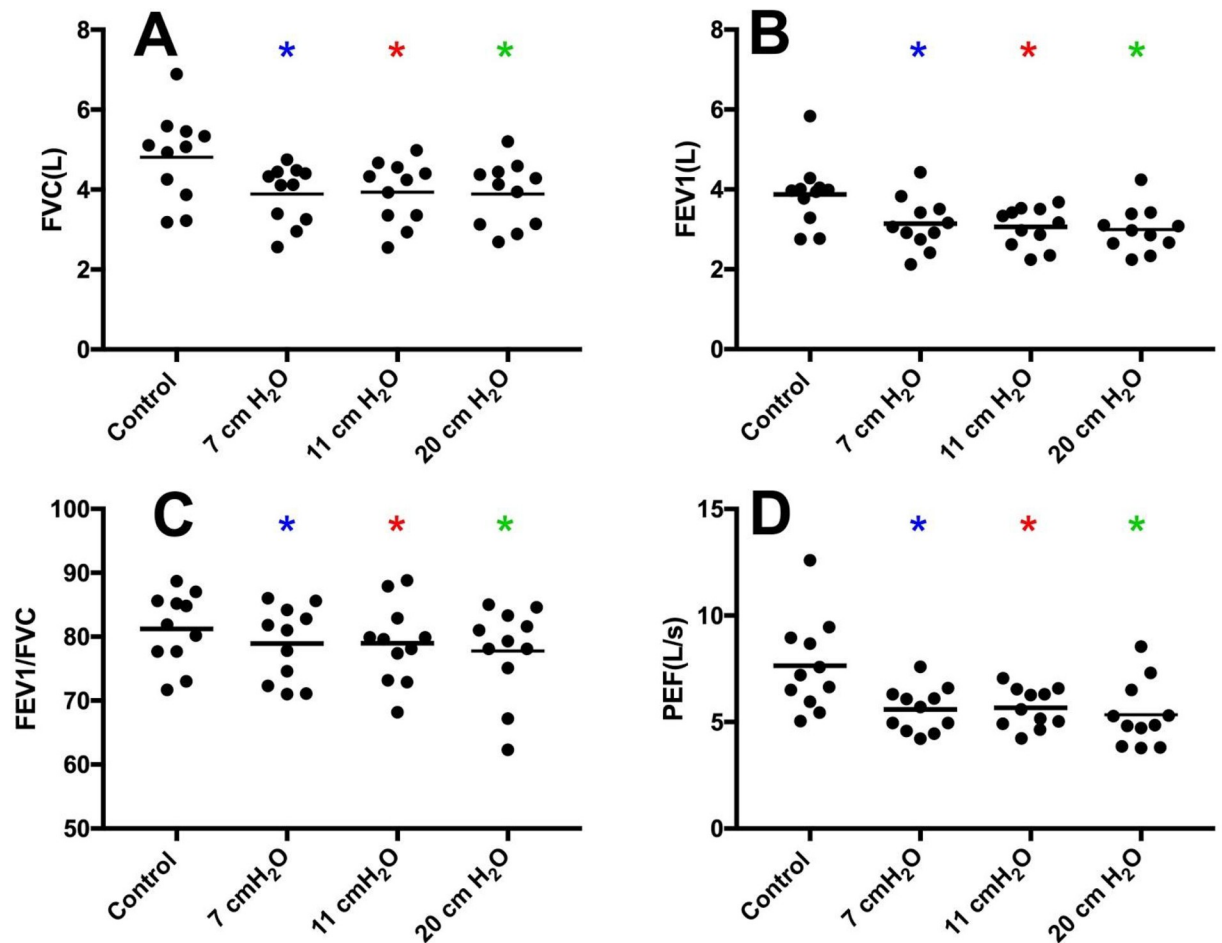 A
FVC(L)
8
6
4
2
0
* * *
Control
7 cm H₂O
11 cm H₂O
20 cm H₂O
B
FEV1(L)
8
6
4
2
0
* * *
Control
7 cm H₂O
11 cm H₂O
20 cm H₂O
C
FEV1/FVC
100
90
80
70
60
50
* * *
Control
7 cmH₂O
11 cmH₂O
20 cm H₂O
D
PEF(L/s)
15
10
5
0
* * *
Control
7 cmH₂O
11 cmH₂O
20 cm H₂O